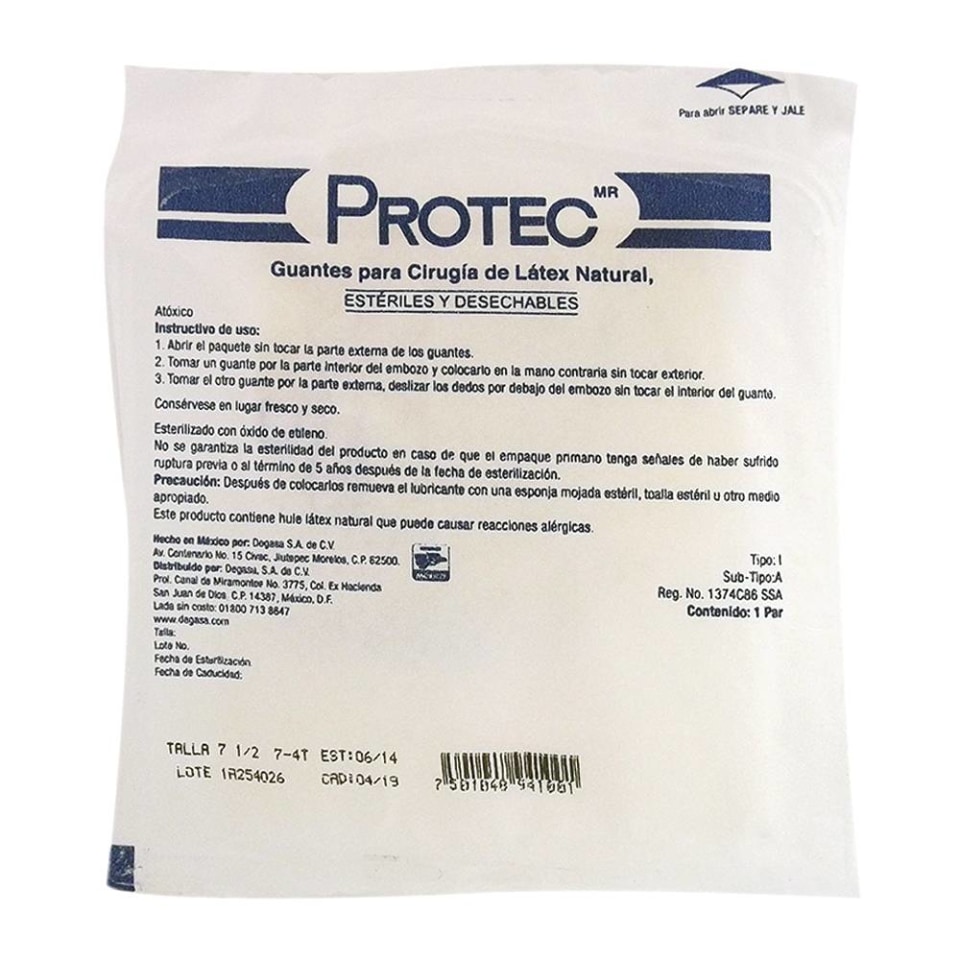 Para abrir SEPARE Y JALE
PROTEC MR
Guantes para Cirugía de Látex Natural,
ESTÉRILES Y DESECHABLES
Atóxico
Instructivo de uso:
1. Abrir el paquete sin tocar la parte externa de los guantes.
2. Tomar un guante por la parte interior del embozo y colocarlo en la mano contraria sin tocar exterior.
3. Tomar el otro guante por la parte externa, deslizar los dedos por debajo del embozo sin tocar el interior del guante.
Consérvese en lugar fresco y seco.
Esterilizado con óxido de etileno.
No se garantiza la esterilidad del producto en caso de que el empaque primario tenga señales de haber sufrido
ruptura previa o al término de 5 años después de la fecha de esterilización.
Precaución: Después de colocarlos remueva el lubricante con una esponja mojada estéril, toalla estéril u otro medio
apropiado.
Este producto contiene hule látex natural que puede causar reacciones alérgicas.
Hecho en México por: Degasa S.A. de C.V.
Av. Centenario No. 15 Civac, Jiutepec Morelos, C.P. 62500.
Distribuido por: Degasa, S.A. de C.V.
Prol. Canal de Miramontes No. 3775, Col. Ex Hacienda
San Juan de Dios C.P. 14387, México, D.F.
Lada sin costo: 01800 713 8647
www.degasa.com
Talla:
Lote No.
Fecha de Esterilización
Fecha de Caducidad:
Tipo: I
Sub-Tipo:A
Reg. No. 1374C86 SSA
Contenido: 1 Par
TALLA 7 1/2 7-4T EST:06/14
LOTE 1A254026 CAD:04/19
7 501048 941001